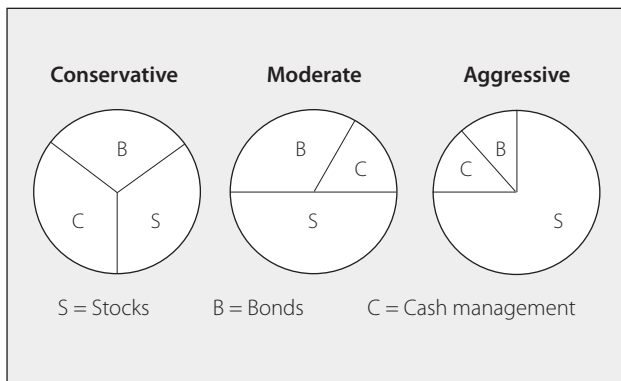 Conservative Moderate Aggressive
B B B
C C
C S S S
S = Stocks B = Bonds C = Cash management